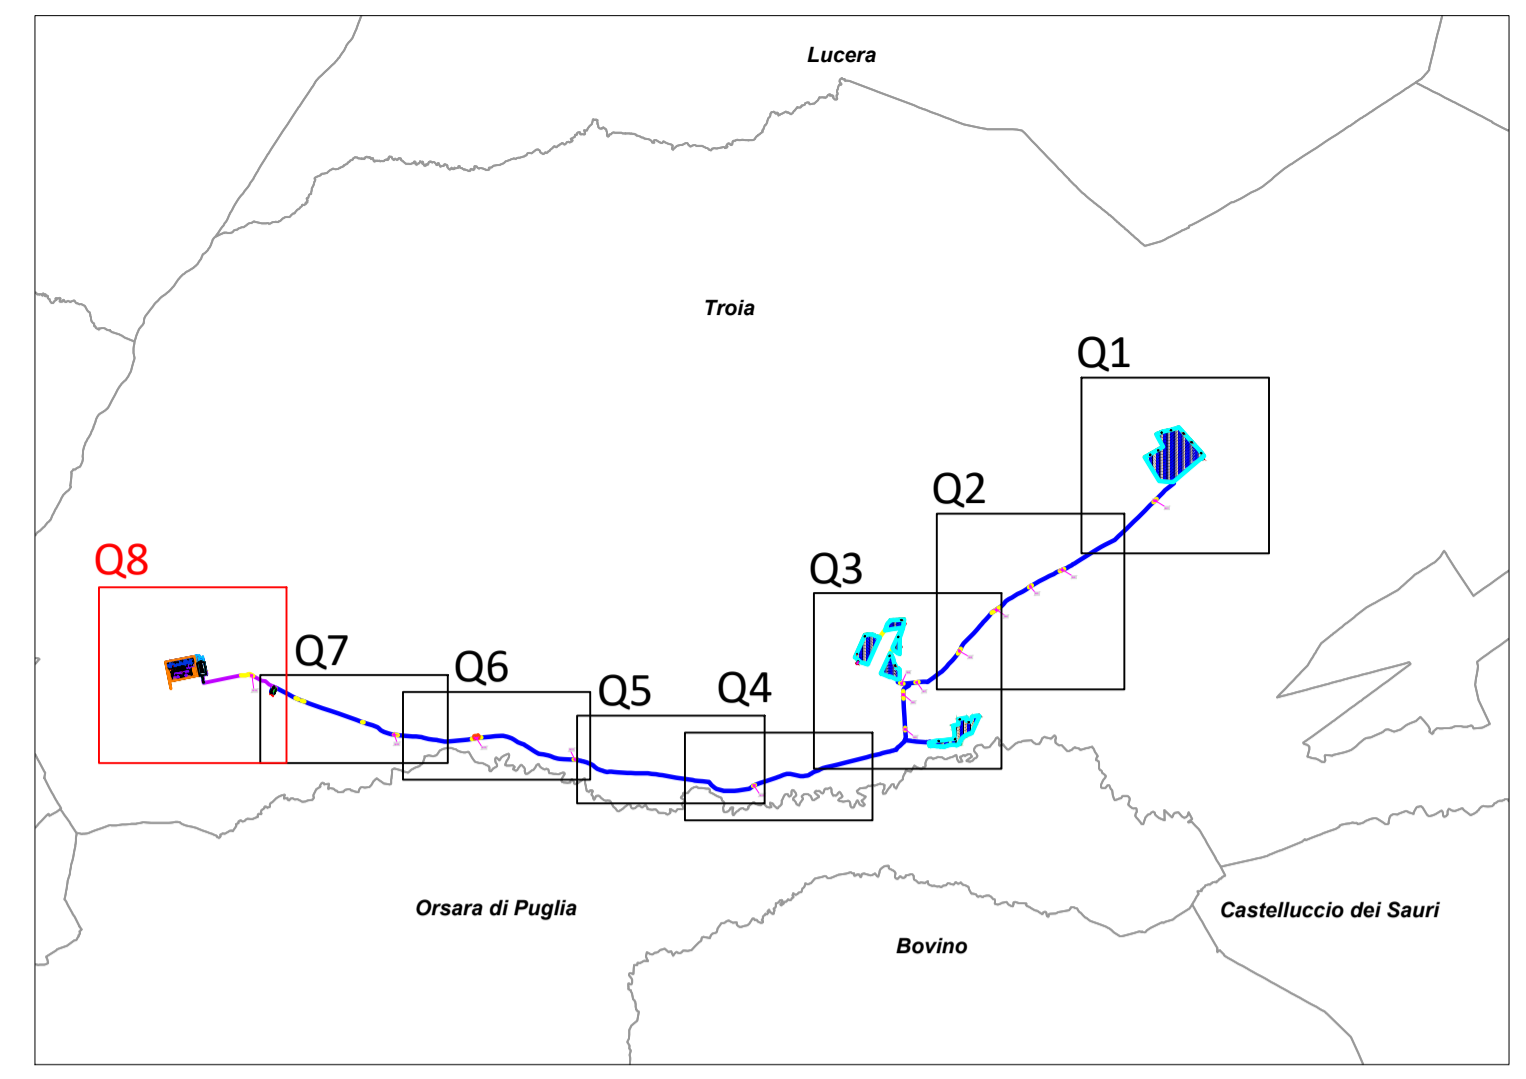 Lucera
Troia
Q1
Q2
Q8
Q3
Q7
Q6
Q5
Q4
Orsara di Puglia
Castelluccio dei Sauri
Bovino